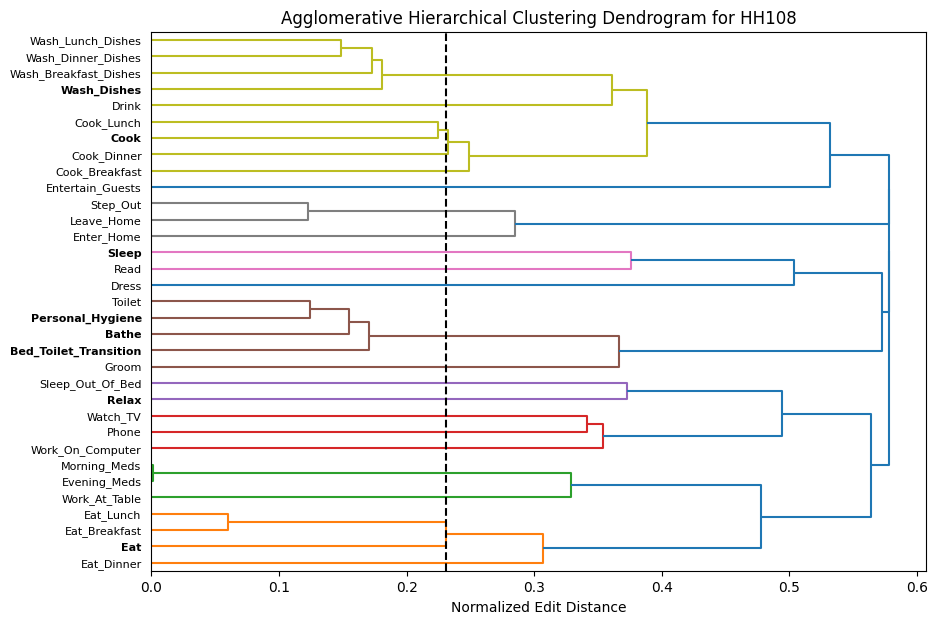 Agglomerative Hierarchical Clustering Dendrogram for HH108
Wash_Lunch_Dishes
Wash_Dinner_Dishes
Wash_Breakfast_Dishes
Wash_Dishes
Drink
Cook_Lunch
Cook
Cook_Dinner
Cook_Breakfast
Entertain_Guests
Step_Out
Leave_Home
Enter_Home
Sleep
Read
Dress
Toilet
Personal_Hygiene
Bathe
Bed_Toilet_Transition
Groom
Sleep_Out_Of_Bed
Relax
Watch_TV
Phone
Work_On_Computer
Morning_Meds
Evening_Meds
Work_At_Table
Eat_Lunch
Eat_Breakfast
Eat
Eat_Dinner
0.0 0.1 0.2 0.3 0.4 0.5 0.6
Normalized Edit Distance